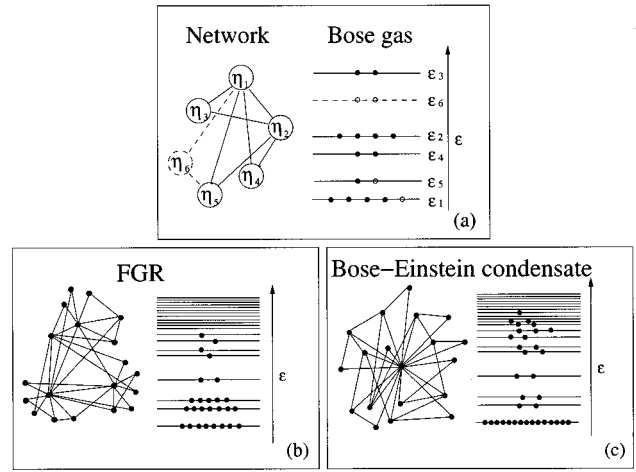 Network
Bose gas
η1
η3
η2
η6
η4
η5
ε3
ε6
ε2
ε4
ε5
ε1
ε
(a)
FGR
ε
(b)
Bose−Einstein condensate
ε
(c)